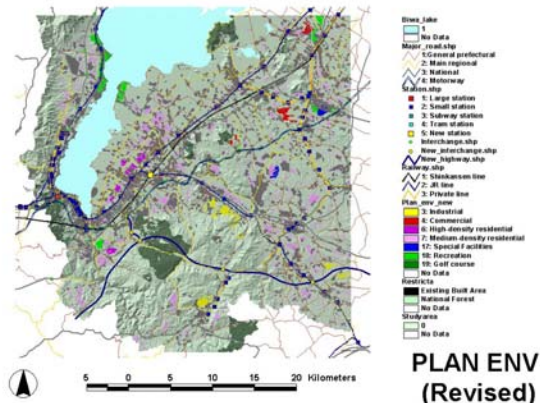 Biwa_lake
1
No Data
Major_road.shp
1:General prefectural
2: Main regional
3: National
4: Motorway
Station.shp
1: Large station
2: Small station
3: Subway station
4: Tram station
5: New station
Interchange.shp
New_interchange.shp
New_highway.shp
Railway.shp
1: Shinkansen line
2: JR line
3: Private line
Plan_env_new
3: Industrial
4: Commercial
6: High-density residential
7: Medium-density residential
17: Special Facilities
18: Recreation
19: Golf course
No Data
Restricta
Existing Built Area
National Forest
No Data
Studyarea
0
No Data
5 0 5 10 15 20 Kilometers
PLAN ENV
(Revised)